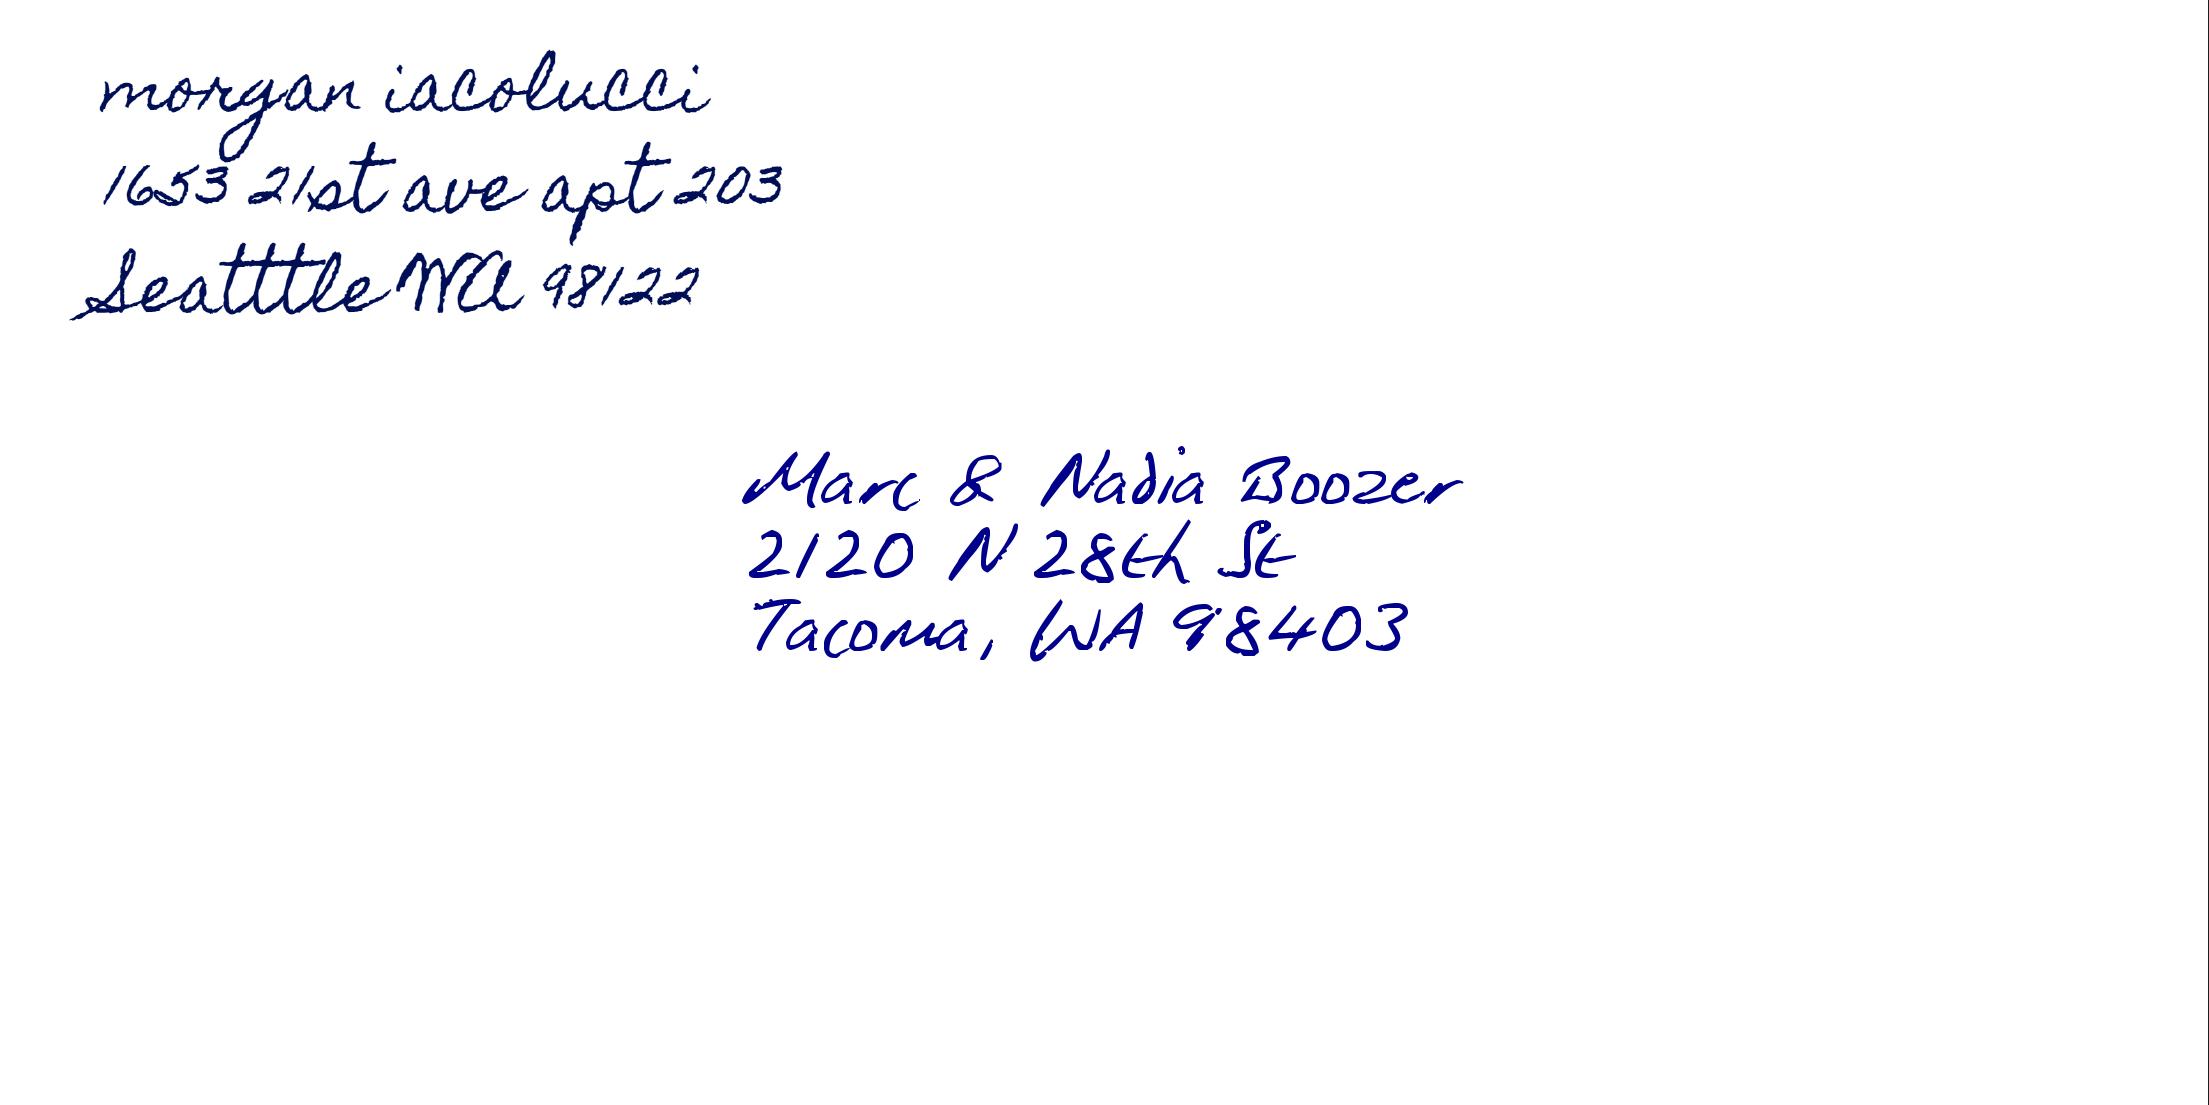 morgan iacolucci
1653 21st ave apt 203
Seatttle WA 98122
Marc & Nadia Boozer
2120 N 28th St
Tacoma, WA 98403